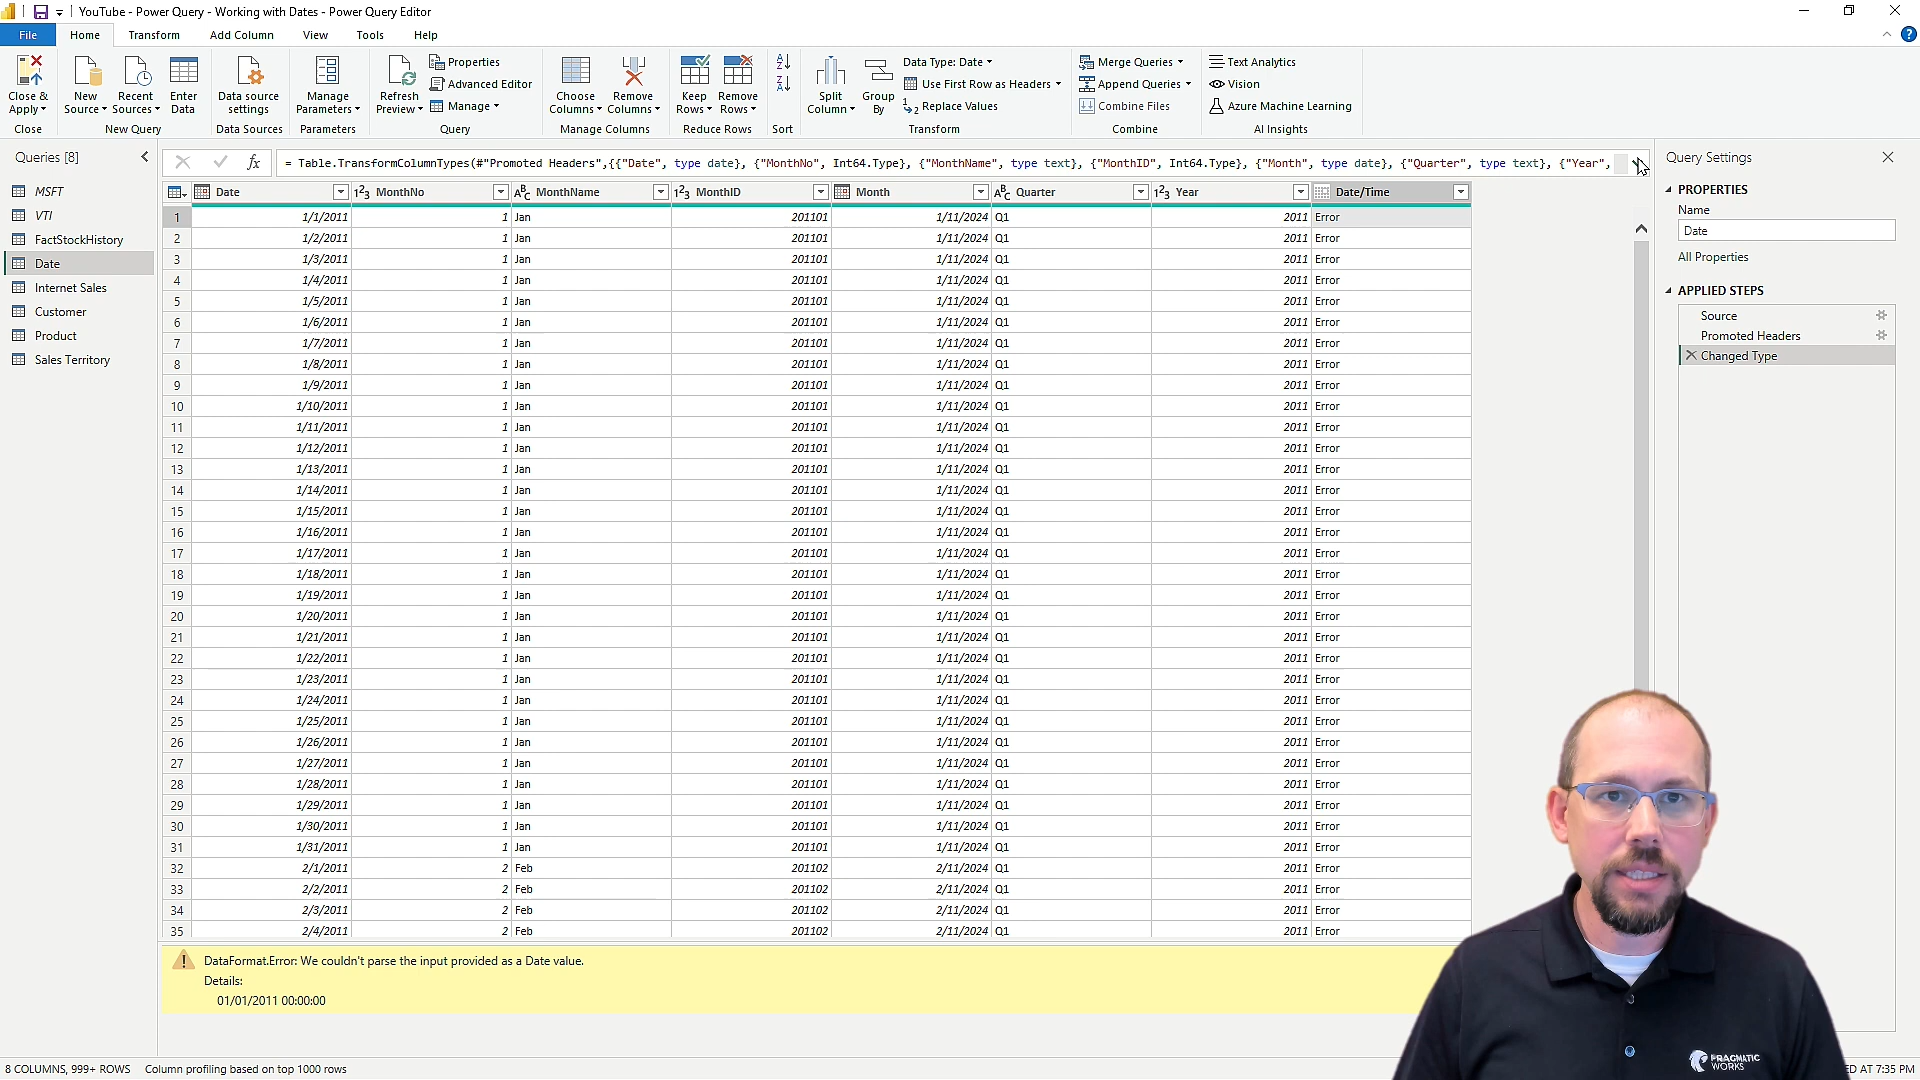 YouTube - Power Query - Working with Dates - Power Query Editor
File Home Transform Add Column View Tools Help
Close & Apply
New Source
Recent Sources
Enter Data
Data source settings
Manage Parameters
Refresh Preview
Properties
Advanced Editor
Manage
Choose Columns
Remove Columns
Keep Rows
Remove Rows
Split Column
Group By
Data Type: Date
Use First Row as Headers
Replace Values
Merge Queries
Append Queries
Combine Files
Text Analytics
Vision
Azure Machine Learning
Close New Query Data Sources Parameters Query Manage Columns Reduce Rows Sort Transform Combine AI Insights
Queries [8]
MSFT
VTI
FactStockHistory
Date
Internet Sales
Customer
Product
Sales Territory
fx = Table.TransformColumnTypes(#"Promoted Headers",{{"Date", type date}, {"MonthNo", Int64.Type}, {"MonthName", type text}, {"MonthID", Int64.Type}, {"Month", type date}, {"Quarter", type text}, {"Year",
Date 123 MonthNo ABC MonthName 123 MonthID Month ABC Quarter 123 Year Date/Time
1 1/1/2011 1 Jan 201101 1/11/2024 Q1 2011 Error
2 1/2/2011 1 Jan 201101 1/11/2024 Q1 2011 Error
3 1/3/2011 1 Jan 201101 1/11/2024 Q1 2011 Error
4 1/4/2011 1 Jan 201101 1/11/2024 Q1 2011 Error
5 1/5/2011 1 Jan 201101 1/11/2024 Q1 2011 Error
6 1/6/2011 1 Jan 201101 1/11/2024 Q1 2011 Error
7 1/7/2011 1 Jan 201101 1/11/2024 Q1 2011 Error
8 1/8/2011 1 Jan 201101 1/11/2024 Q1 2011 Error
9 1/9/2011 1 Jan 201101 1/11/2024 Q1 2011 Error
10 1/10/2011 1 Jan 201101 1/11/2024 Q1 2011 Error
11 1/11/2011 1 Jan 201101 1/11/2024 Q1 2011 Error
12 1/12/2011 1 Jan 201101 1/11/2024 Q1 2011 Error
13 1/13/2011 1 Jan 201101 1/11/2024 Q1 2011 Error
14 1/14/2011 1 Jan 201101 1/11/2024 Q1 2011 Error
15 1/15/2011 1 Jan 201101 1/11/2024 Q1 2011 Error
16 1/16/2011 1 Jan 201101 1/11/2024 Q1 2011 Error
17 1/17/2011 1 Jan 201101 1/11/2024 Q1 2011 Error
18 1/18/2011 1 Jan 201101 1/11/2024 Q1 2011 Error
19 1/19/2011 1 Jan 201101 1/11/2024 Q1 2011 Error
20 1/20/2011 1 Jan 201101 1/11/2024 Q1 2011 Error
21 1/21/2011 1 Jan 201101 1/11/2024 Q1 2011 Error
22 1/22/2011 1 Jan 201101 1/11/2024 Q1 2011 Error
23 1/23/2011 1 Jan 201101 1/11/2024 Q1 2011 Error
24 1/24/2011 1 Jan 201101 1/11/2024 Q1 2011 Error
25 1/25/2011 1 Jan 201101 1/11/2024 Q1 2011 Error
26 1/26/2011 1 Jan 201101 1/11/2024 Q1 2011 Error
27 1/27/2011 1 Jan 201101 1/11/2024 Q1 2011 Error
28 1/28/2011 1 Jan 201101 1/11/2024 Q1 2011 Error
29 1/29/2011 1 Jan 201101 1/11/2024 Q1 2011 Error
30 1/30/2011 1 Jan 201101 1/11/2024 Q1 2011 Error
31 1/31/2011 1 Jan 201101 1/11/2024 Q1 2011 Error
32 2/1/2011 2 Feb 201102 2/11/2024 Q1 2011 Error
33 2/2/2011 2 Feb 201102 2/11/2024 Q1 2011 Error
34 2/3/2011 2 Feb 201102 2/11/2024 Q1 2011 Error
35 2/4/2011 2 Feb 201102 2/11/2024 Q1 2011 Error
DataFormat.Error: We couldn't parse the input provided as a Date value.
Details:
01/01/2011 00:00:00
Query Settings
PROPERTIES
Name
Date
All Properties
APPLIED STEPS
Source
Promoted Headers
Changed Type
PRAGMATIC
WORKS
8 COLUMNS, 999+ ROWS Column profiling based on top 1000 rows
ED AT 7:35 PM